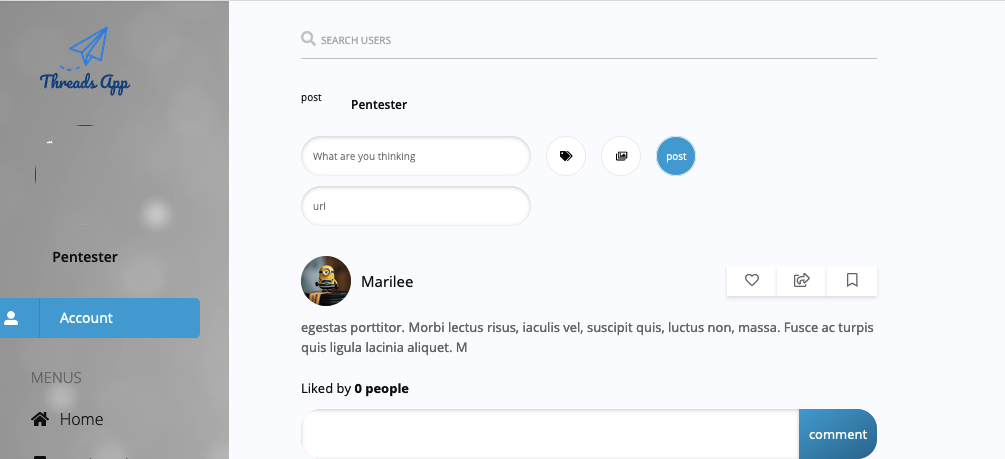 Threads App
Pentester
Account
MENUS
Home
SEARCH USERS
post
Pentester
What are you thinking
post
url
Marilee
egestas porttitor. Morbi lectus risus, iaculis vel, suscipit quis, luctus non, massa. Fusce ac turpis
quis ligula lacinia aliquet. M
Liked by 0 people
comment